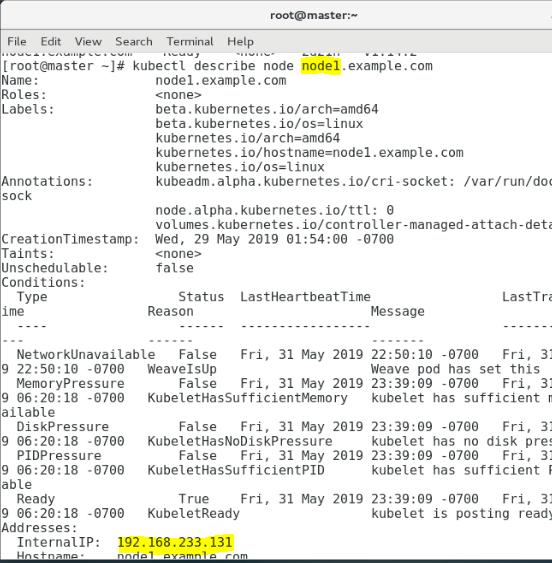 root@master:~
File Edit View Search Terminal Help
node1.example.com Ready <none> 2d21h v1.14.2
[root@master ~]# kubectl describe node node1.example.com
Name: node1.example.com
Roles: <none>
Labels: beta.kubernetes.io/arch=amd64
beta.kubernetes.io/os=linux
kubernetes.io/arch=amd64
kubernetes.io/hostname=node1.example.com
kubernetes.io/os=linux
Annotations: kubeadm.alpha.kubernetes.io/cri-socket: /var/run/doc
sock
node.alpha.kubernetes.io/ttl: 0
volumes.kubernetes.io/controller-managed-attach-deta
CreationTimestamp: Wed, 29 May 2019 01:54:00 -0700
Taints: <none>
Unschedulable: false
Conditions:
Type Status LastHeartbeatTime LastTra
ime Reason Message
---- ------ ----------------- -------
--- ------ -------
NetworkUnavailable False Fri, 31 May 2019 22:50:10 -0700 Fri, 31
9 22:50:10 -0700 WeaveIsUp Weave pod has set this
MemoryPressure False Fri, 31 May 2019 23:39:09 -0700 Fri, 31
9 06:20:18 -0700 KubeletHasSufficientMemory kubelet has sufficient m
ailable
DiskPressure False Fri, 31 May 2019 23:39:09 -0700 Fri, 31
9 06:20:18 -0700 KubeletHasNoDiskPressure kubelet has no disk pres
PIDPressure False Fri, 31 May 2019 23:39:09 -0700 Fri, 31
9 06:20:18 -0700 KubeletHasSufficientPID kubelet has sufficient P
able
Ready True Fri, 31 May 2019 23:39:09 -0700 Fri, 31
9 06:20:18 -0700 KubeletReady kubelet is posting ready
Addresses:
InternalIP: 192.168.233.131
Hostname: node1.example.com